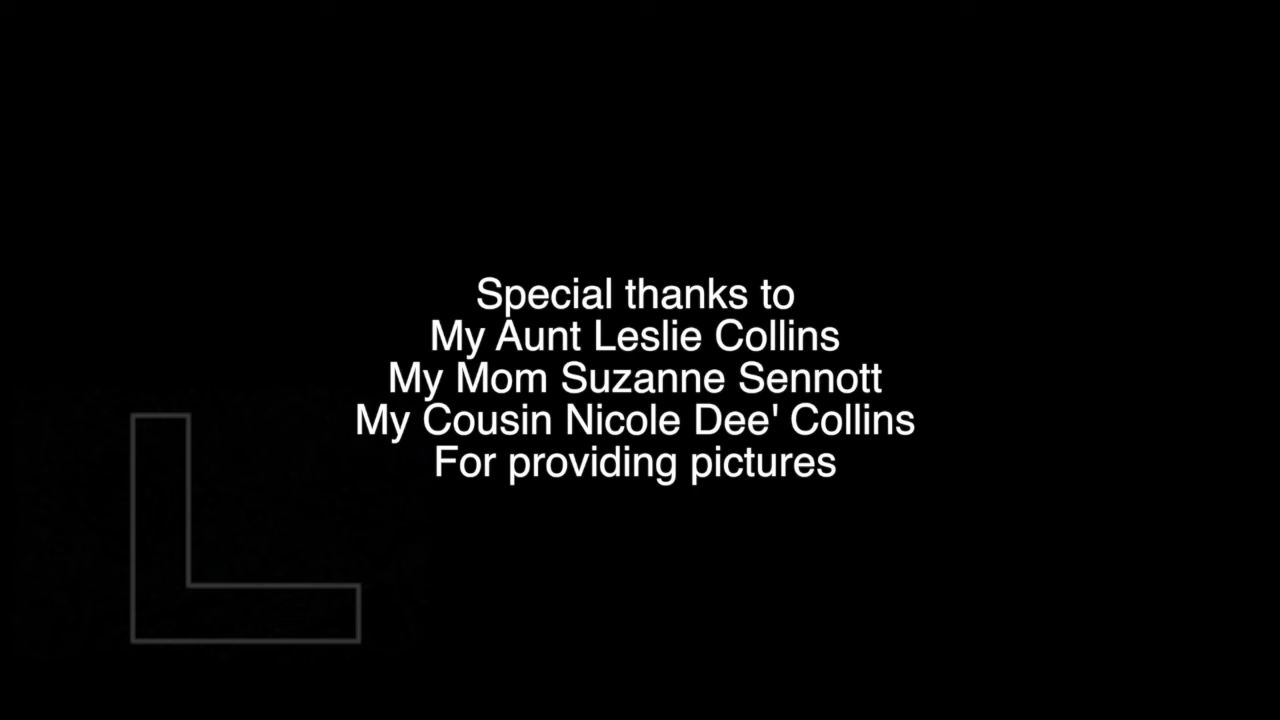 Special thanks to
My Aunt Leslie Collins
My Mom Suzanne Sennott
My Cousin Nicole Dee' Collins
For providing pictures